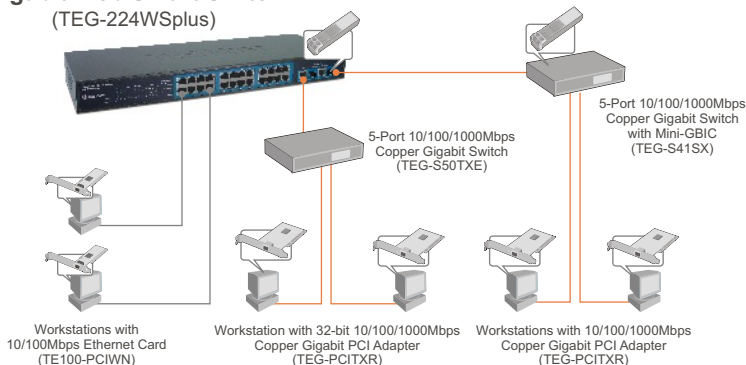 (TEG-224WSplus)
5-Port 10/100/1000Mbps
Copper Gigabit Switch
with Mini-GBIC
(TEG-S41SX)
5-Port 10/100/1000Mbps
Copper Gigabit Switch
(TEG-S50TXE)
Workstations with
10/100Mbps Ethernet Card
(TE100-PCIWN)
Workstation with 32-bit 10/100/1000Mbps
Copper Gigabit PCI Adapter
(TEG-PCITXR)
Workstations with 10/100/1000Mbps
Copper Gigabit PCI Adapter
(TEG-PCITXR)